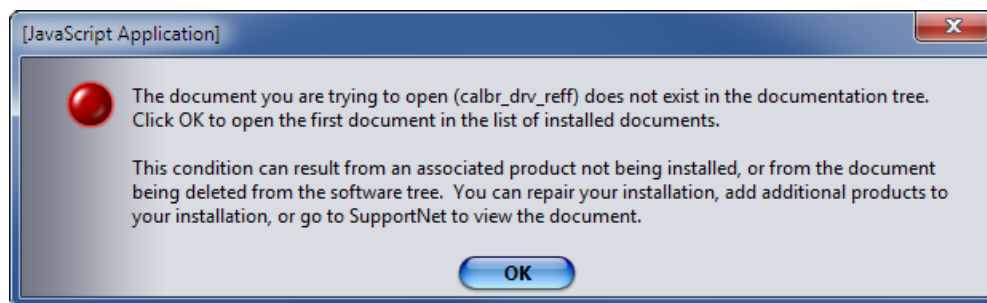 [JavaScript Application]
The document you are trying to open (calbr_drv_reff) does not exist in the documentation tree.
Click OK to open the first document in the list of installed documents.
This condition can result from an associated product not being installed, or from the document
being deleted from the software tree.  You can repair your installation, add additional products to
your installation, or go to SupportNet to view the document.
OK